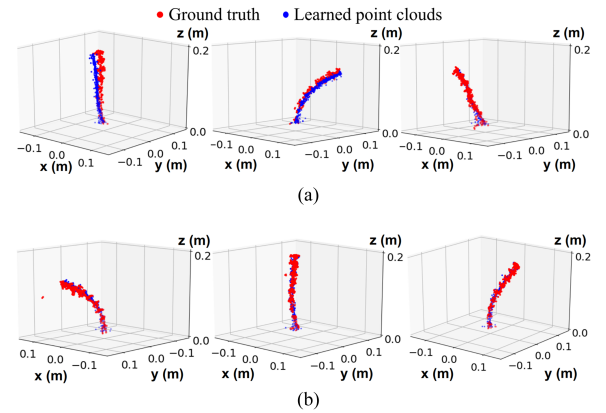 Ground truth Learned point clouds
z (m) z (m) z (m)
0.2 0.2 0.2
0.0 0.0 0.0
−0.1 0.0 0.1 −0.1 0.0 0.1 −0.1 0.0 0.1 −0.1 0.0 0.1 −0.1 0.0 0.1 −0.1 0.0 0.1
x (m) y (m) x (m) y (m) x (m) y (m)
(a)
z (m) z (m) z (m)
0.2 0.2 0.2
0.0 0.0 0.0
0.1 0.0 −0.1 0.1 0.0 −0.1 0.1 0.0 −0.1 0.1 0.0 −0.1 −0.1 0.0 0.1 −0.1 0.0 0.1
x (m) y (m) x (m) y (m) x (m) y (m)
(b)